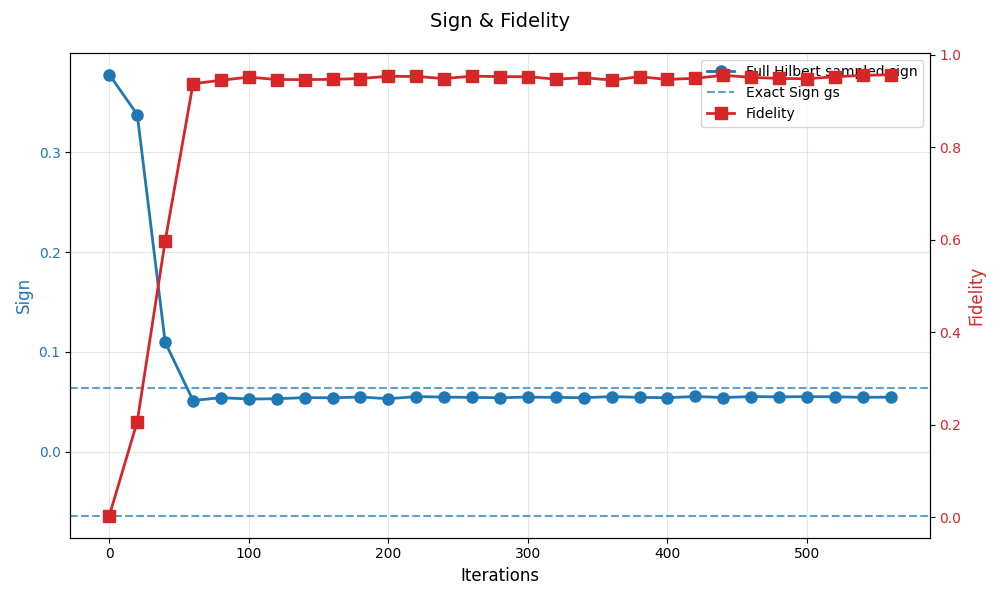 Sign & Fidelity
Full Hilbert sampled sign
Exact Sign gs
Fidelity
0.3
0.2
0.1
0.0
Sign
1.0
0.8
0.6
0.4
0.2
0.0
Fidelity
0 100 200 300 400 500
Iterations